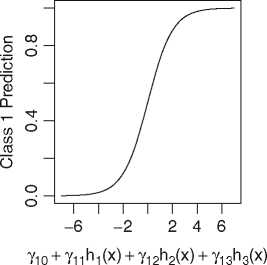 Class 1 Prediction
0.8
0.4
0.0
−6 −2 2 4 6
γ10 + γ11h1(x) + γ12h2(x) + γ13h3(x)